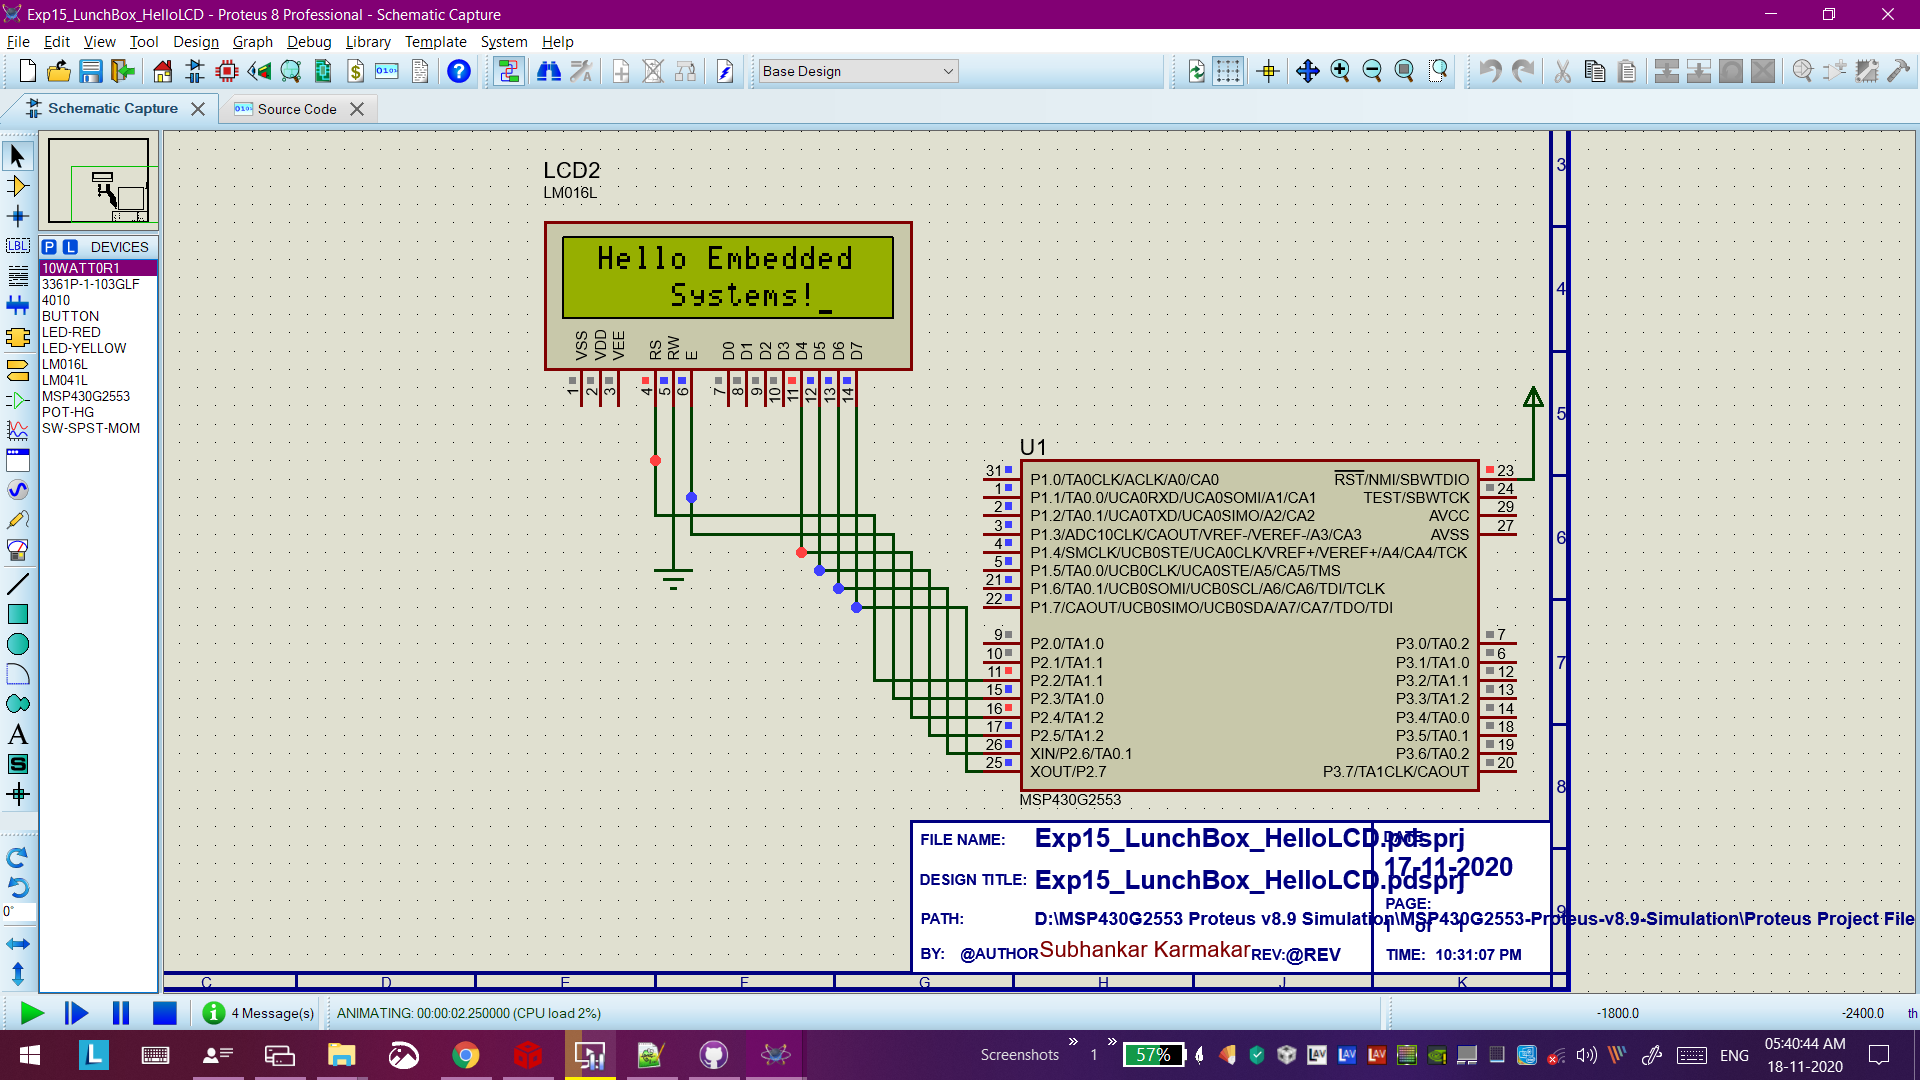 Exp15_LunchBox_HelloLCD - Proteus 8 Professional - Schematic Capture
File Edit View Tool Design Graph Debug Library Template System Help
Base Design
Schematic Capture
Source Code
P L DEVICES
10WATT0R1
3361P-1-103GLF
4010
BUTTON
LED-RED
LED-YELLOW
LM016L
LM041L
MSP430G2553
POT-HG
SW-SPST-MOM
LBL
A
S
0°
LCD2
LM016L
Hello Embedded
Systems!_
VSS VDD VEE RS RW E D0 D1 D2 D3 D4 D5 D6 D7
1 2 3 4 5 6 7 8 9 10 11 12 13 14
U1
31 P1.0/TA0CLK/ACLK/A0/CA0 RST/NMI/SBWTDIO 23
1 P1.1/TA0.0/UCA0RXD/UCA0SOMI/A1/CA1 TEST/SBWTCK 24
2 P1.2/TA0.1/UCA0TXD/UCA0SIMO/A2/CA2 AVCC 29
3 P1.3/ADC10CLK/CAOUT/VREF-/VEREF-/A3/CA3 AVSS 27
4 P1.4/SMCLK/UCB0STE/UCA0CLK/VREF+/VEREF+/A4/CA4/TCK
5 P1.5/TA0.0/UCB0CLK/UCA0STE/A5/CA5/TMS
21 P1.6/TA0.1/UCB0SOMI/UCB0SCL/A6/CA6/TDI/TCLK
22 P1.7/CAOUT/UCB0SIMO/UCB0SDA/A7/CA7/TDO/TDI
9 P2.0/TA1.0 P3.0/TA0.2 7
10 P2.1/TA1.1 P3.1/TA1.0 6
11 P2.2/TA1.1 P3.2/TA1.1 12
15 P2.3/TA1.0 P3.3/TA1.2 13
16 P2.4/TA1.2 P3.4/TA0.0 14
17 P2.5/TA1.2 P3.5/TA0.1 18
26 XIN/P2.6/TA0.1 P3.6/TA0.2 19
25 XOUT/P2.7 P3.7/TA1CLK/CAOUT 20
MSP430G2553
3
4
5
6
7
8
9
FILE NAME: Exp15_LunchBox_HelloLCD.pdsprj
DATE:
17-11-2020
DESIGN TITLE: Exp15_LunchBox_HelloLCD.pdsprj
PAGE:
1 of 1
PATH: D:\MSP430G2553 Proteus v8.9 Simulation\MSP430G2553-Proteus-v8.9-Simulation\Proteus Project File
BY: @AUTHOR Subhankar Karmakar REV:@REV TIME: 10:31:07 PM
C D E F G H J K
4 Message(s) ANIMATING: 00:00:02.250000 (CPU load 2%) -1800.0 -2400.0 th
Screenshots » 1 » 57% ENG
05:40:44 AM
18-11-2020